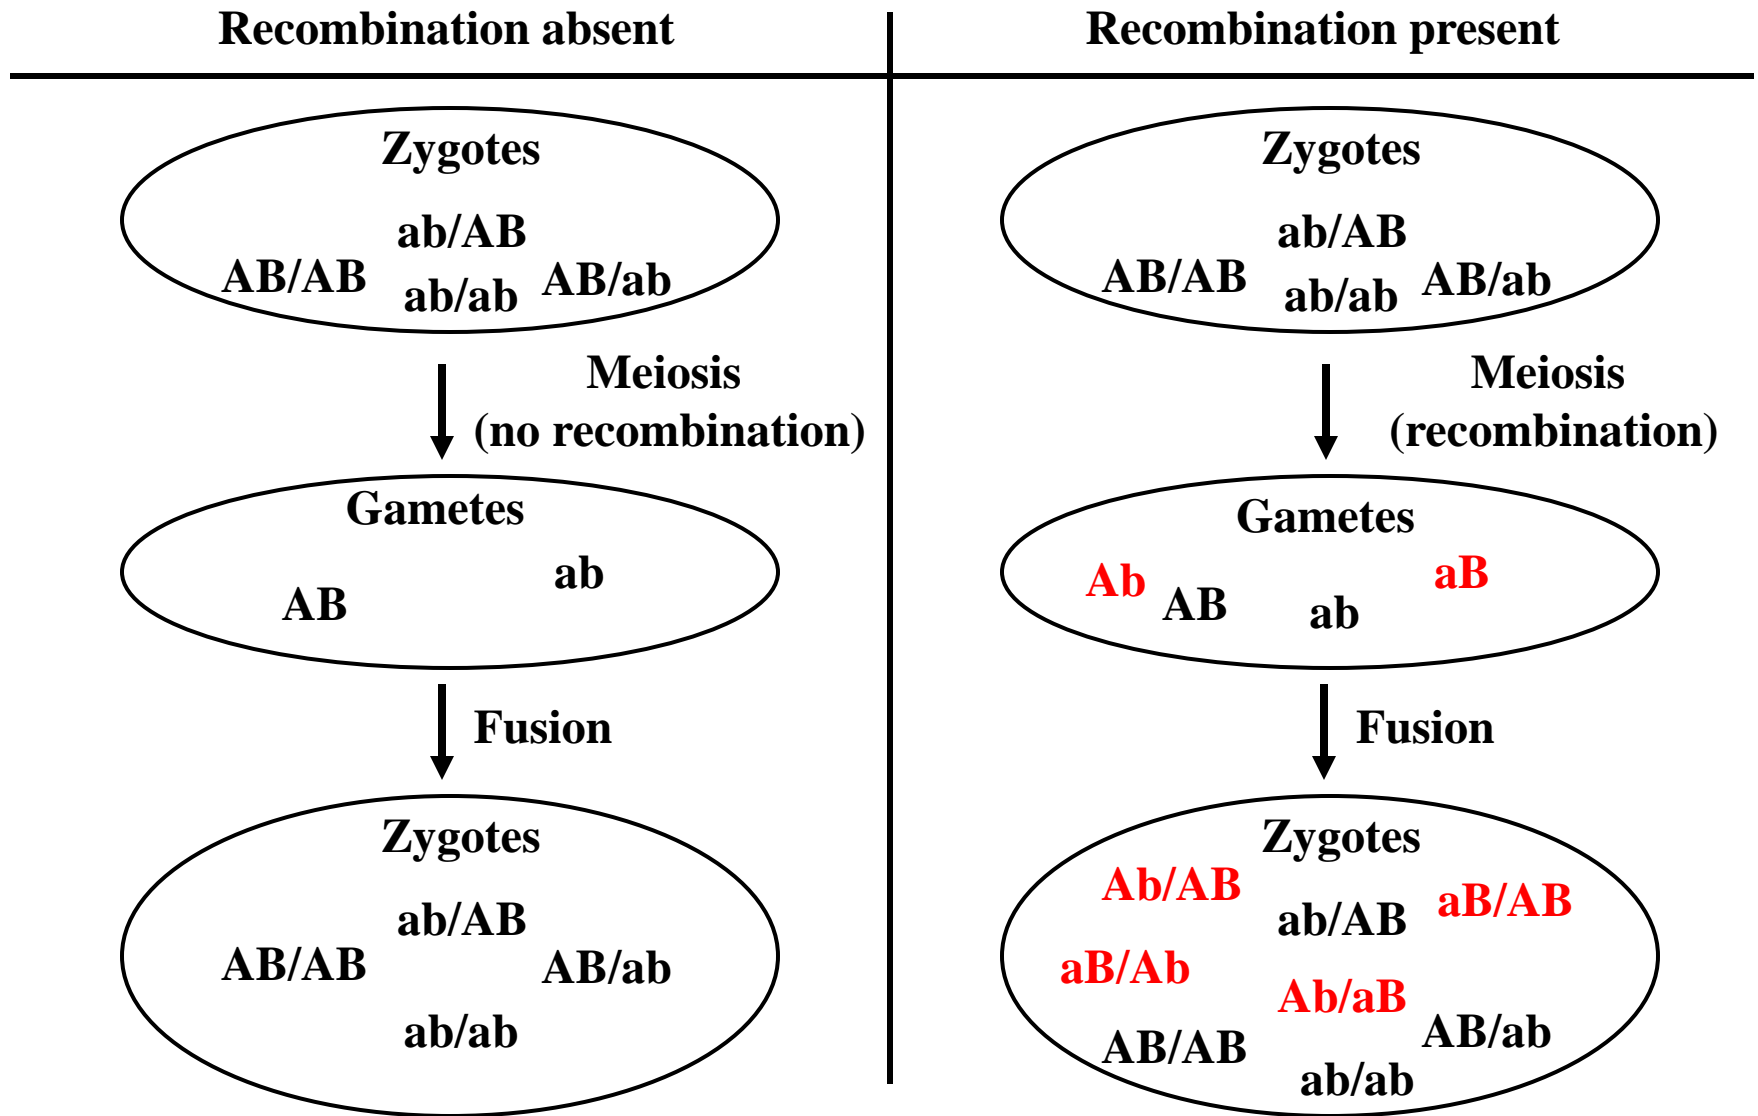 Recombination absent
Recombination present
Zygotes
ab/AB
AB/AB
ab/ab
AB/ab
Meiosis
(no recombination)
Gametes
ab
AB
Fusion
Zygotes
ab/AB
AB/AB
AB/ab
ab/ab
Zygotes
ab/AB
AB/AB
ab/ab
AB/ab
Meiosis
(recombination)
Gametes
Ab
AB
ab
aB
Fusion
Zygotes
Ab/AB
ab/AB
aB/AB
aB/Ab
Ab/aB
AB/AB
AB/ab
ab/ab